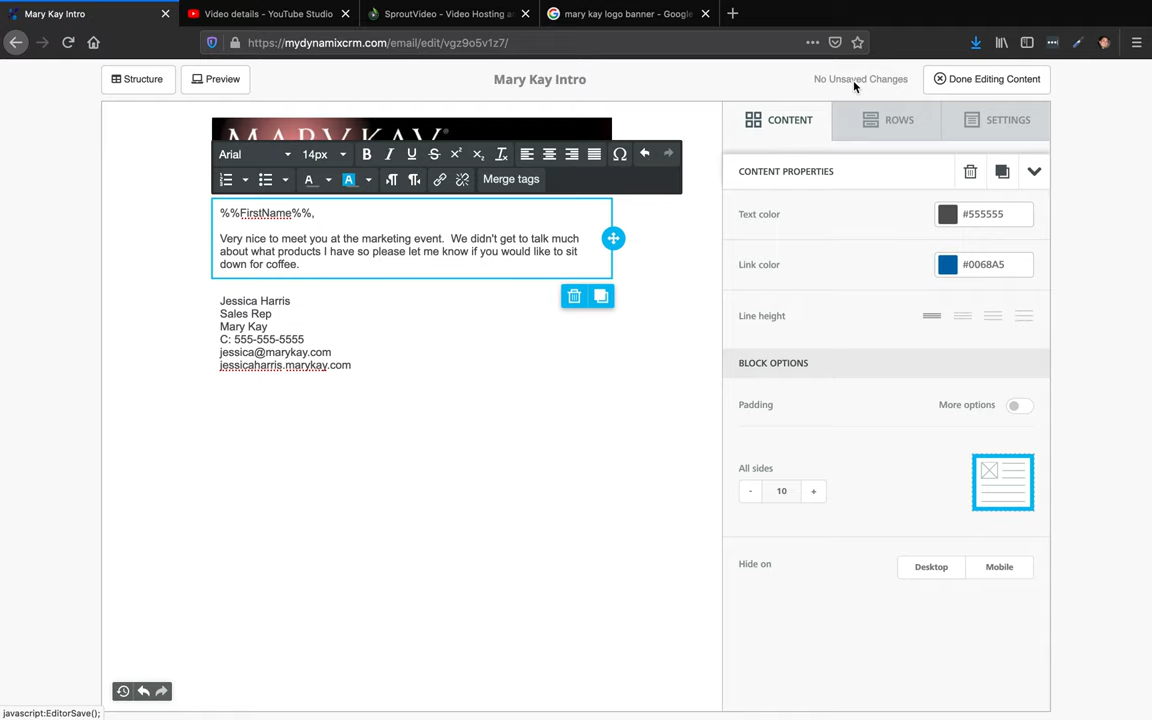 Mary Kay Intro
Video details - YouTube Studio
SproutVideo - Video Hosting a
mary kay logo banner - Google
https://mydynamixcrm.com/email/edit/vgz9o5v1z7/
Structure
Preview
Mary Kay Intro
No Unsaved Changes
Done Editing Content
MARY KAY®
CONTENT
ROWS
SETTINGS
Arial
14px
Merge tags
CONTENT PROPERTIES
%%FirstName%%,
Very nice to meet you at the marketing event. We didn't get to talk much
about what products I have so please let me know if you would like to sit
down for coffee.
Text color
#555555
Link color
#0068A5
Jessica Harris
Sales Rep
Mary Kay
C: 555-555-5555
jessica@marykay.com
jessicaharris.marykay.com
Line height
BLOCK OPTIONS
Padding
More options
All sides
- 10 +
Hide on
Desktop
Mobile
javascript:EditorSave();